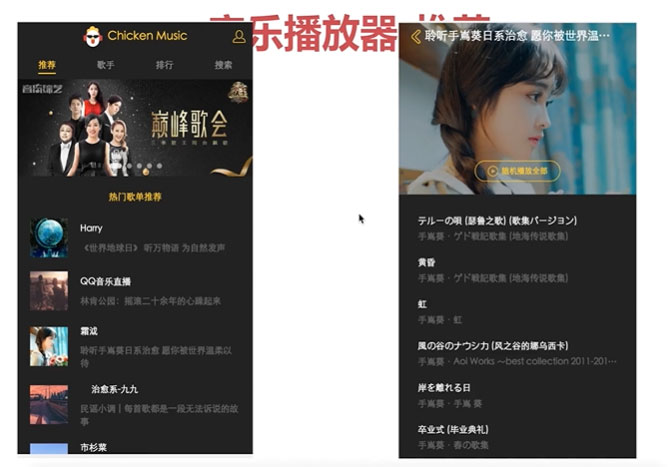 音乐播放器-推荐
Chicken Music
推荐
歌手
排行
搜索
巅峰歌会
热门歌单推荐
Harry
《世界地球日》 听万物语 为自然发声
QQ音乐直播
林肯公园：摇滚二十余年的心睡起来
霜泧
聆听手嶌葵日系治愈 愿你被世界温柔以
待
治愈系-九九
民谣小调 | 每首歌都是一段无法诉说的故
事
市杉菜
聆听手嶌葵日系治愈 愿你被世界温…
随机播放全部
テルーの唄 (瑟鲁之歌) (歌集バージョン)
手嶌葵 · ゲド戦記歌集 (地海传说歌集)
黄昏
手嶌葵 · ゲド戦記歌集 (地海传说歌集)
虹
手嶌葵 · 虹
風の谷のナウシカ (风之谷的娜乌西卡)
手嶌葵 · Aoi Works ～best collection 2011-201…
岸を離れる日
手嶌葵 · 手嶌 葵
卒业式 (毕业典礼)
手嶌葵 · 春の歌集